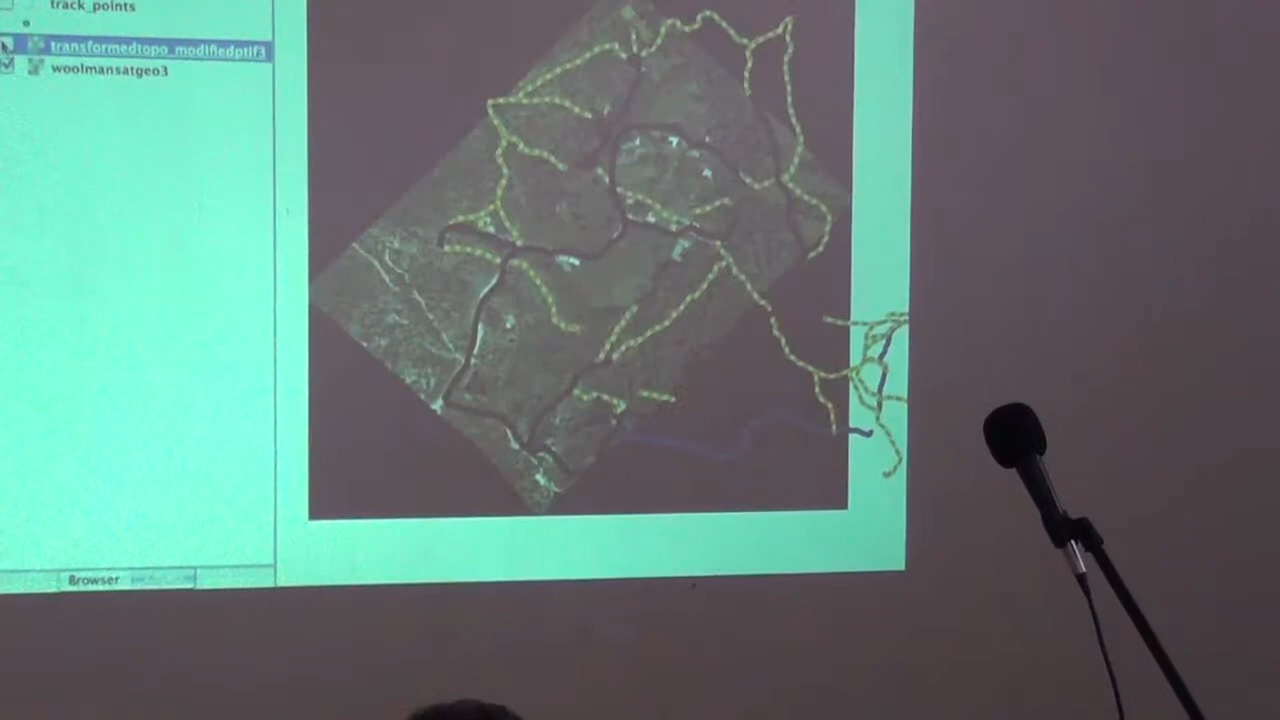 track_points
transformedtopo_modifiedptif3
woolmansatgeo3
Browser